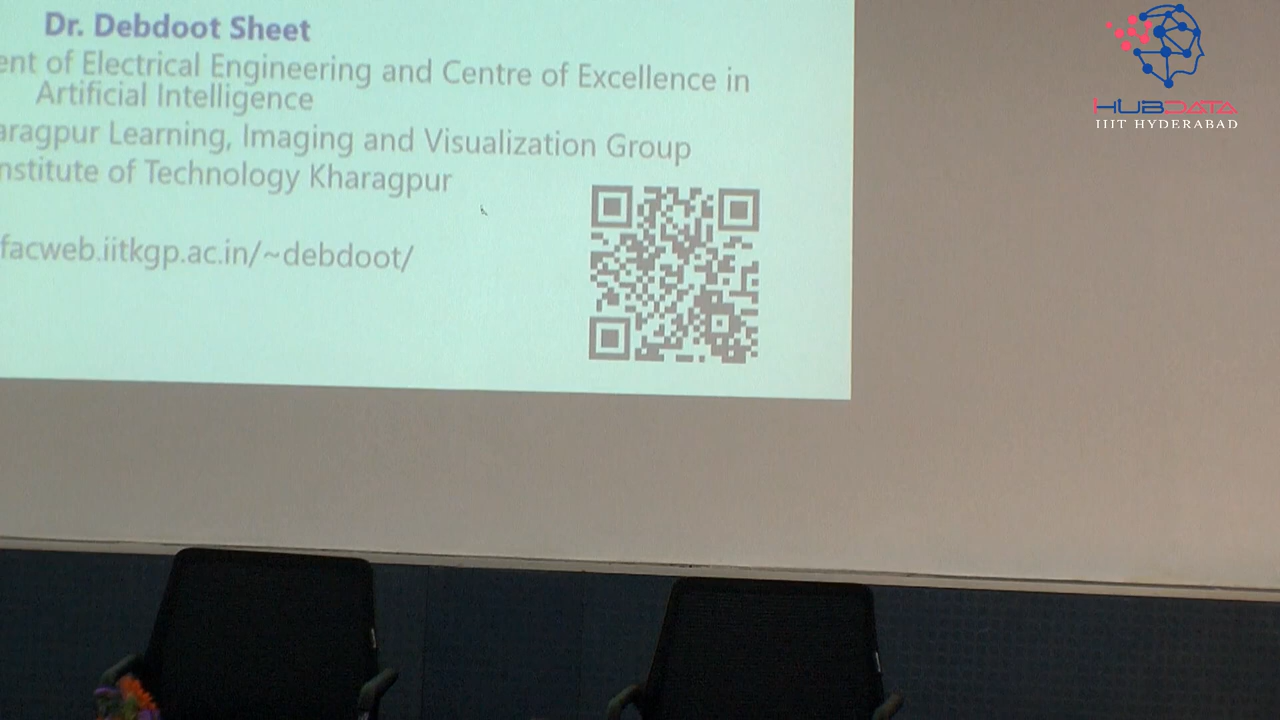 Dr. Debdoot Sheet
ent of Electrical Engineering and Centre of Excellence in
Artificial Intelligence
aragpur Learning, Imaging and Visualization Group
nstitute of Technology Kharagpur
facweb.iitkgp.ac.in/~debdoot/
HUBDATA
IIIT HYDERABAD